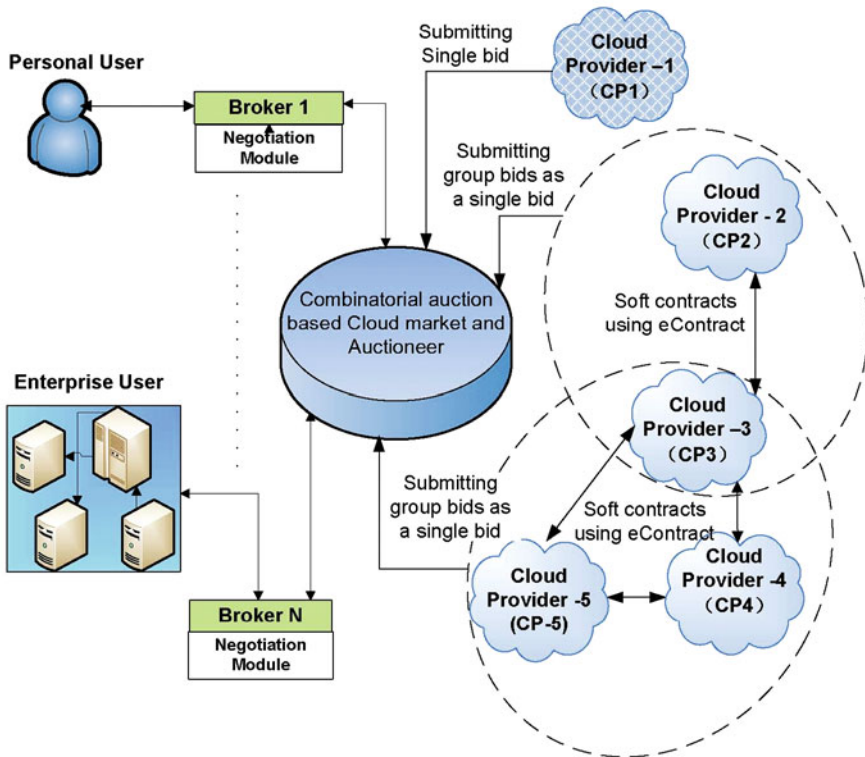 Personal User
Broker 1
Negotiation
Module
Submitting
Single bid
Cloud
Provider –1
（CP1）
Submitting
group bids as
a single bid
Cloud
Provider - 2
（CP2）
Combinatorial auction
based Cloud market and
Auctioneer
Soft contracts
using eContract
Enterprise User
Cloud
Provider –3
（CP3）
Submitting
group bids as
a single bid
Soft contracts
using eContract
Cloud
Provider -5
(CP-5)
Cloud
Provider -4
（CP4）
Broker N
Negotiation
Module